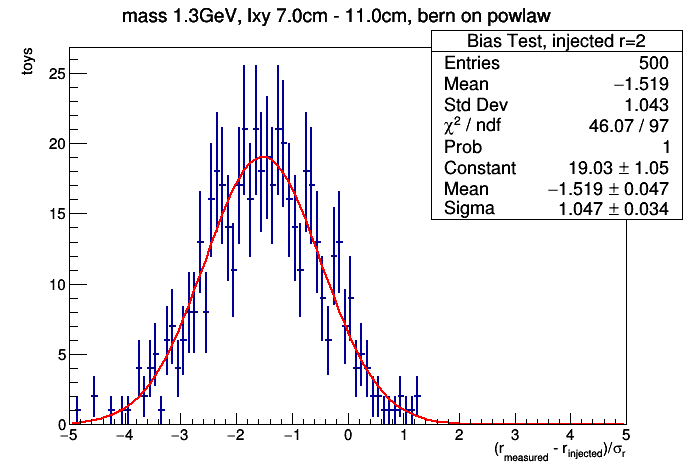 mass 1.3GeV, lxy 7.0cm - 11.0cm, bern on powlaw
toys
Bias Test, injected r=2
Entries 500
Mean −1.519
Std Dev 1.043
χ² / ndf 46.07 / 97
Prob 1
Constant 19.03 ± 1.05
Mean −1.519 ± 0.047
Sigma 1.047 ± 0.034
25
20
15
10
5
0
−5 −4 −3 −2 −1 0 1 2 3 4 5
(r_measured - r_injected)/σ_r